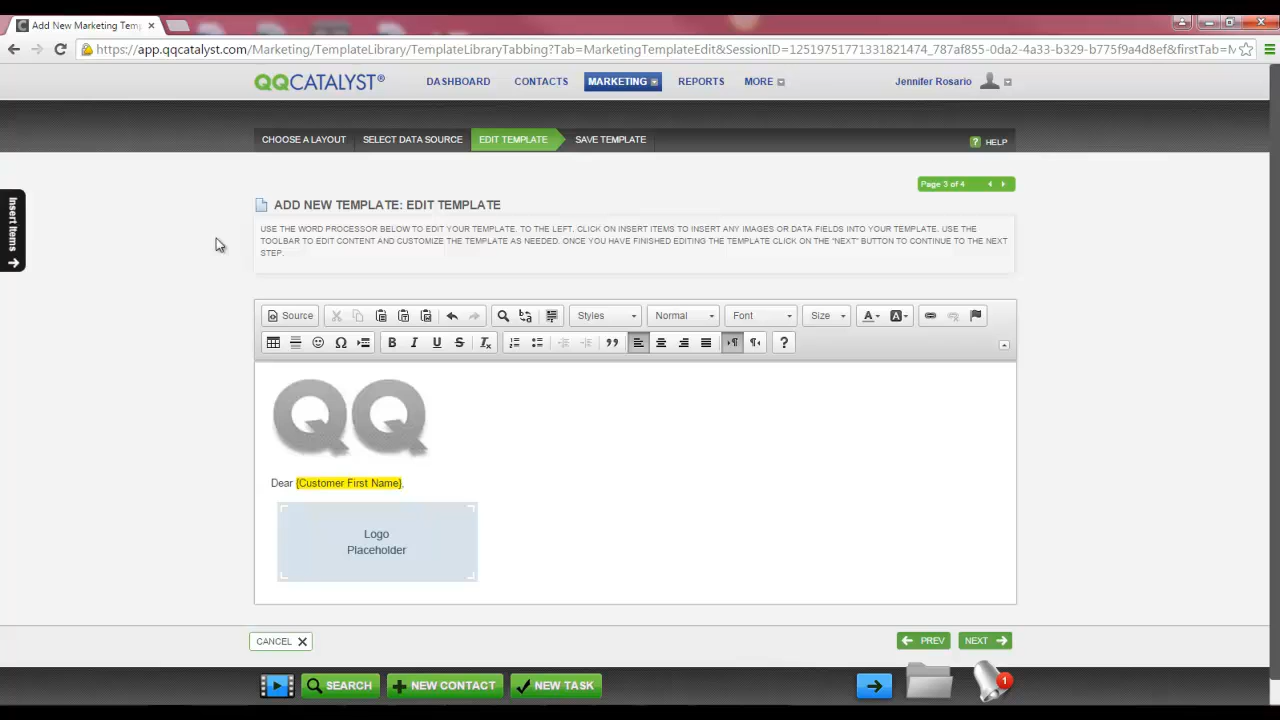 Add New Marketing Temp
https://app.qqcatalyst.com/Marketing/TemplateLibrary/TemplateLibraryTabbing?Tab=MarketingTemplateEdit&SessionID=12519751771331821474_787af855-0da2-4a33-b329-b775f9a4d8ef&firstTab=M
QQCATALYST®
DASHBOARD
CONTACTS
MARKETING
REPORTS
MORE
Jennifer Rosario
CHOOSE A LAYOUT
SELECT DATA SOURCE
EDIT TEMPLATE
SAVE TEMPLATE
? HELP
Page 3 of 4
Insert Items
ADD NEW TEMPLATE: EDIT TEMPLATE
USE THE WORD PROCESSOR BELOW TO EDIT YOUR TEMPLATE. TO THE LEFT, CLICK ON INSERT ITEMS TO INSERT ANY IMAGES OR DATA FIELDS INTO YOUR TEMPLATE. USE THE
TOOLBAR TO EDIT CONTENT AND CUSTOMIZE THE TEMPLATE AS NEEDED. ONCE YOU HAVE FINISHED EDITING THE TEMPLATE CLICK ON THE "NEXT" BUTTON TO CONTINUE TO THE NEXT
STEP.
Source
Styles
Normal
Font
Size
A
A
B I U S Ix
?
QQ
Dear {Customer First Name},
Logo
Placeholder
CANCEL
PREV
NEXT
SEARCH
NEW CONTACT
NEW TASK
1